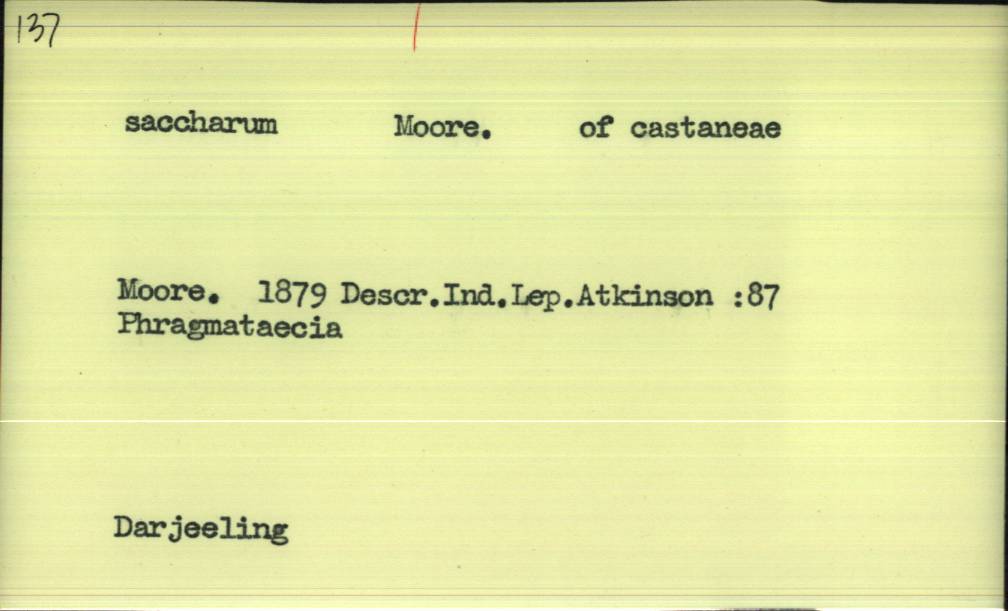 137
saccharum Moore. of castaneae
Moore. 1879 Descr.Ind.Lep.Atkinson :87
Phragmataecia
Darjeeling